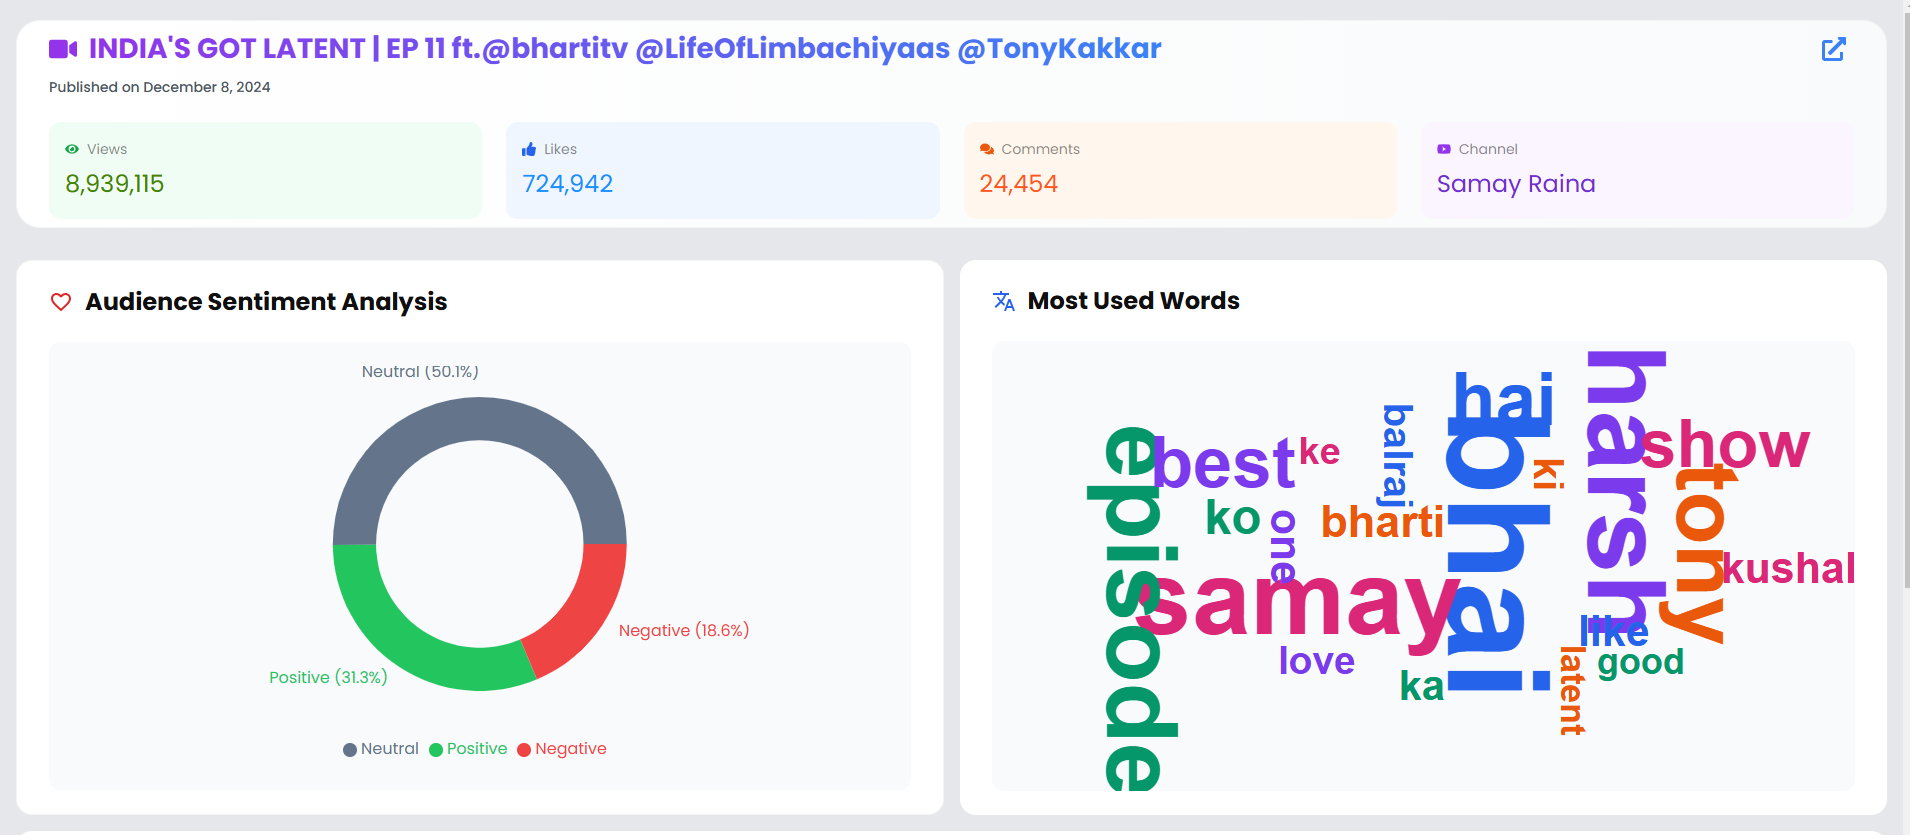 INDIA'S GOT LATENT | EP 11 ft.@bhartitv @LifeOfLimbachiyaas @TonyKakkar
Published on December 8, 2024
Views
8,939,115
Likes
724,942
Comments
24,454
Channel
Samay Raina
Audience Sentiment Analysis
Neutral (50.1%)
Negative (18.6%)
Positive (31.3%)
Neutral
Positive
Negative
Most Used Words
harsh
hai
balraj
show
episode
best
ke
bhai
ki
tony
ko
one
bharti
kushal
samay
like
love
good
ka
latent